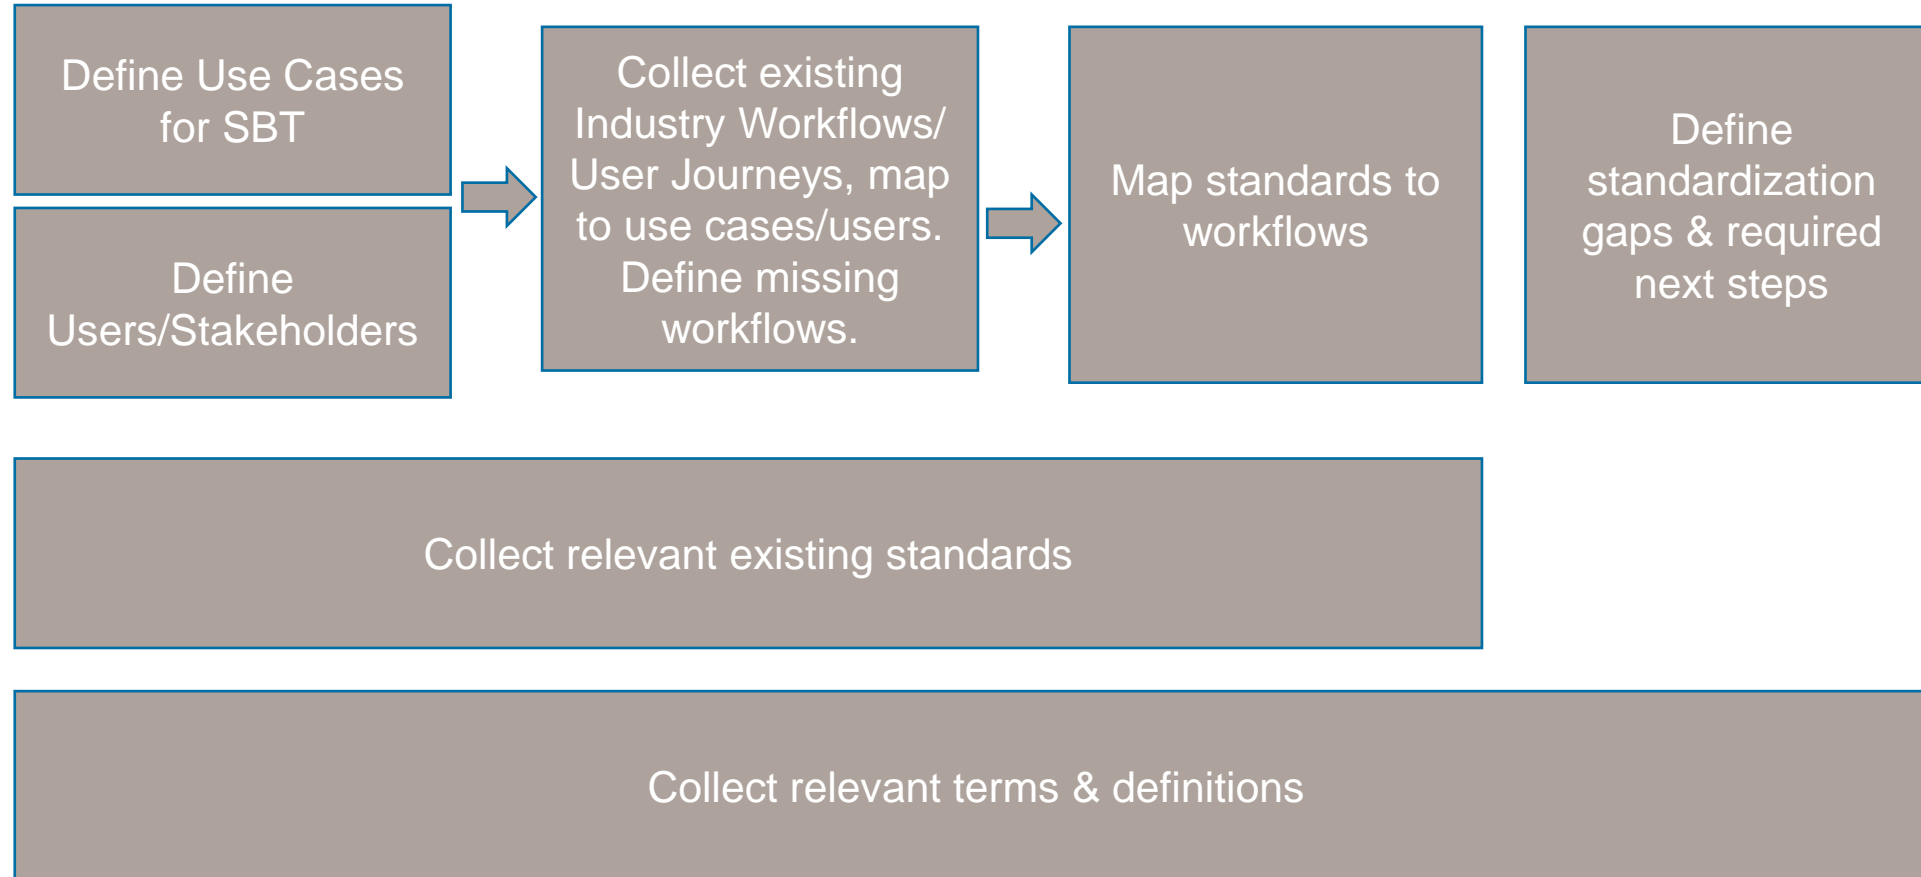 Define Use Cases
for SBT
Define
Users/Stakeholders
Collect existing
Industry Workflows/
User Journeys, map
to use cases/users.
Define missing
workflows.
Map standards to
workflows
Define
standardization
gaps & required
next steps
Collect relevant existing standards
Collect relevant terms & definitions